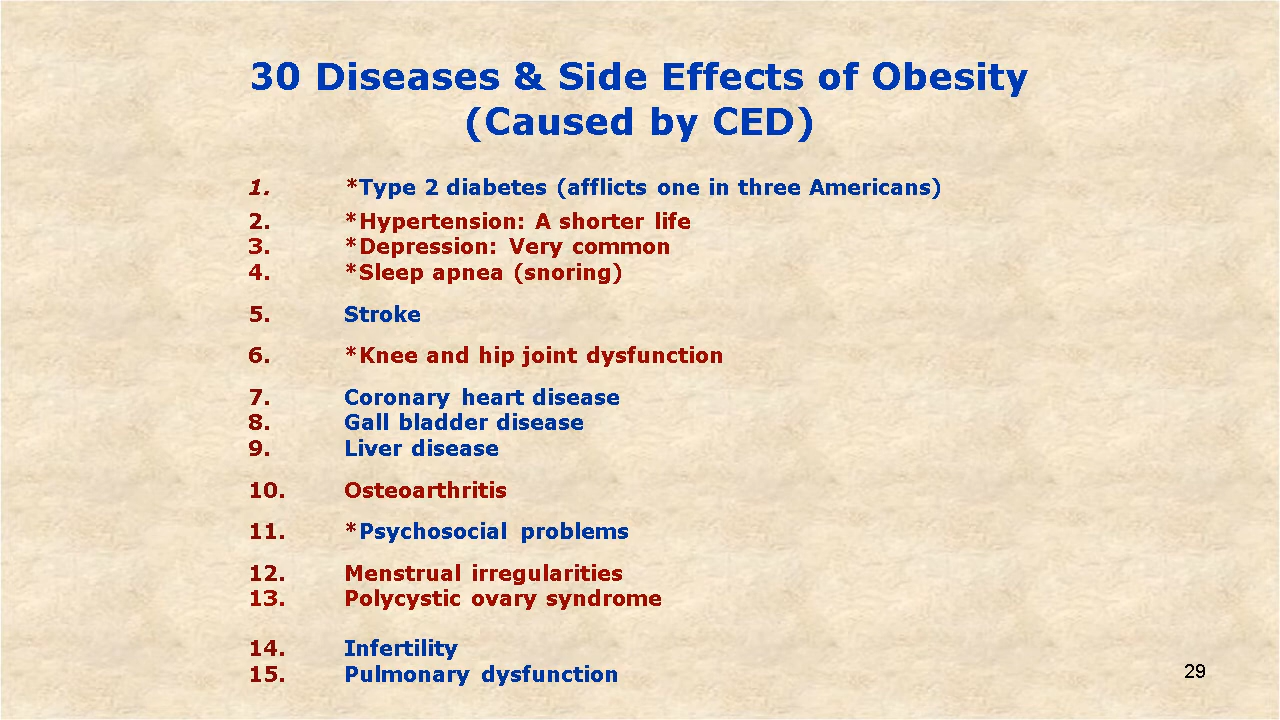 30 Diseases & Side Effects of Obesity
(Caused by CED)
1. *Type 2 diabetes (afflicts one in three Americans)
2. *Hypertension: A shorter life
3. *Depression: Very common
4. *Sleep apnea (snoring)
5. Stroke
6. *Knee and hip joint dysfunction
7. Coronary heart disease
8. Gall bladder disease
9. Liver disease
10. Osteoarthritis
11. *Psychosocial problems
12. Menstrual irregularities
13. Polycystic ovary syndrome
14. Infertility
15. Pulmonary dysfunction
29